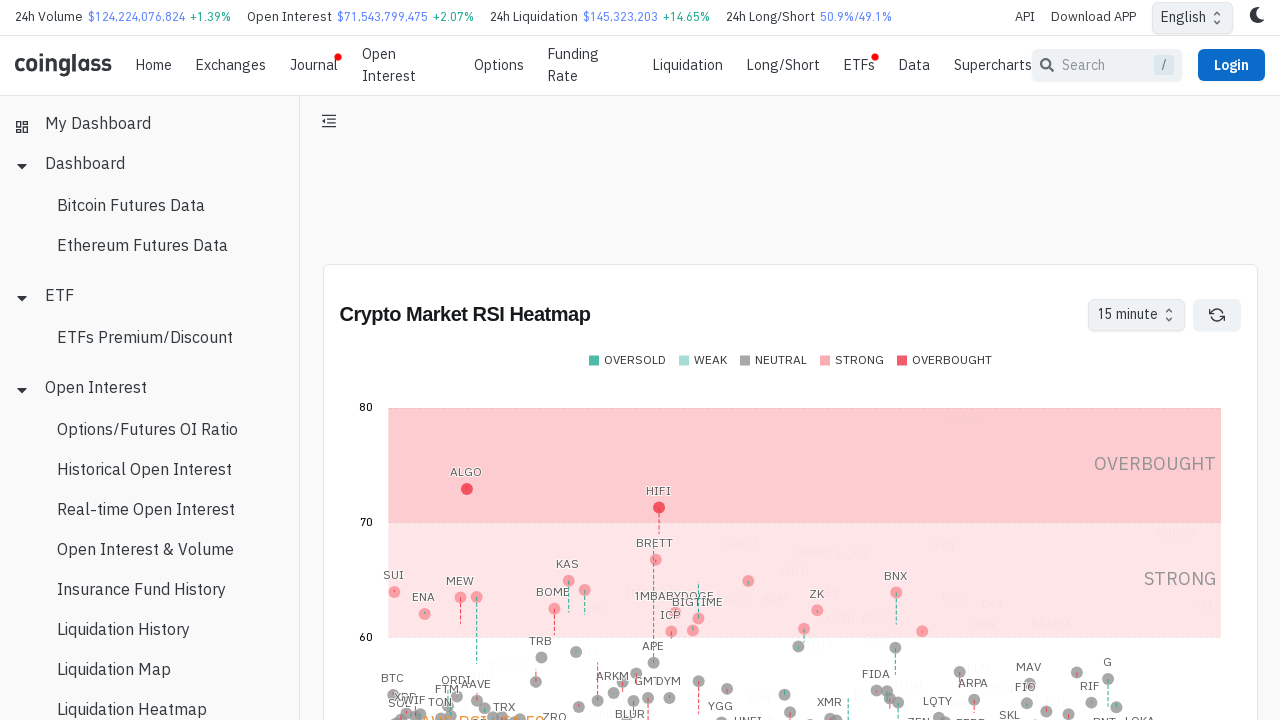 24h Volume $124,224,076,824 +1.39% Open Interest $71,543,799,475 +2.07% 24h Liquidation $145,323,203 +14.65% 24h Long/Short 50.9%/49.1% API Download APP English
coinglass Home Exchanges Journal Open Interest Options Funding Rate Liquidation Long/Short ETFs Data Supercharts Search / Login
My Dashboard
Dashboard
Bitcoin Futures Data
Ethereum Futures Data
ETF
ETFs Premium/Discount
Open Interest
Options/Futures OI Ratio
Historical Open Interest
Real-time Open Interest
Open Interest & Volume
Insurance Fund History
Liquidation History
Liquidation Map
Liquidation Heatmap
Crypto Market RSI Heatmap 15 minute
OVERSOLD WEAK NEUTRAL STRONG OVERBOUGHT
80
OVERBOUGHT
ALGO
HIFI
70
BRETT
KAS
SUI MEW BNX STRONG
ENA BOME 1MBABYDOGE ZK
BIGTIME
ICP
60
TRB APE
G
MAV
BTC ORDI AAVE ARKM GMT DYM FIDA ARPA FIO RIF
FTM
WIF TON TRX YGG XMR LQTY
ZRO BLUR SKL